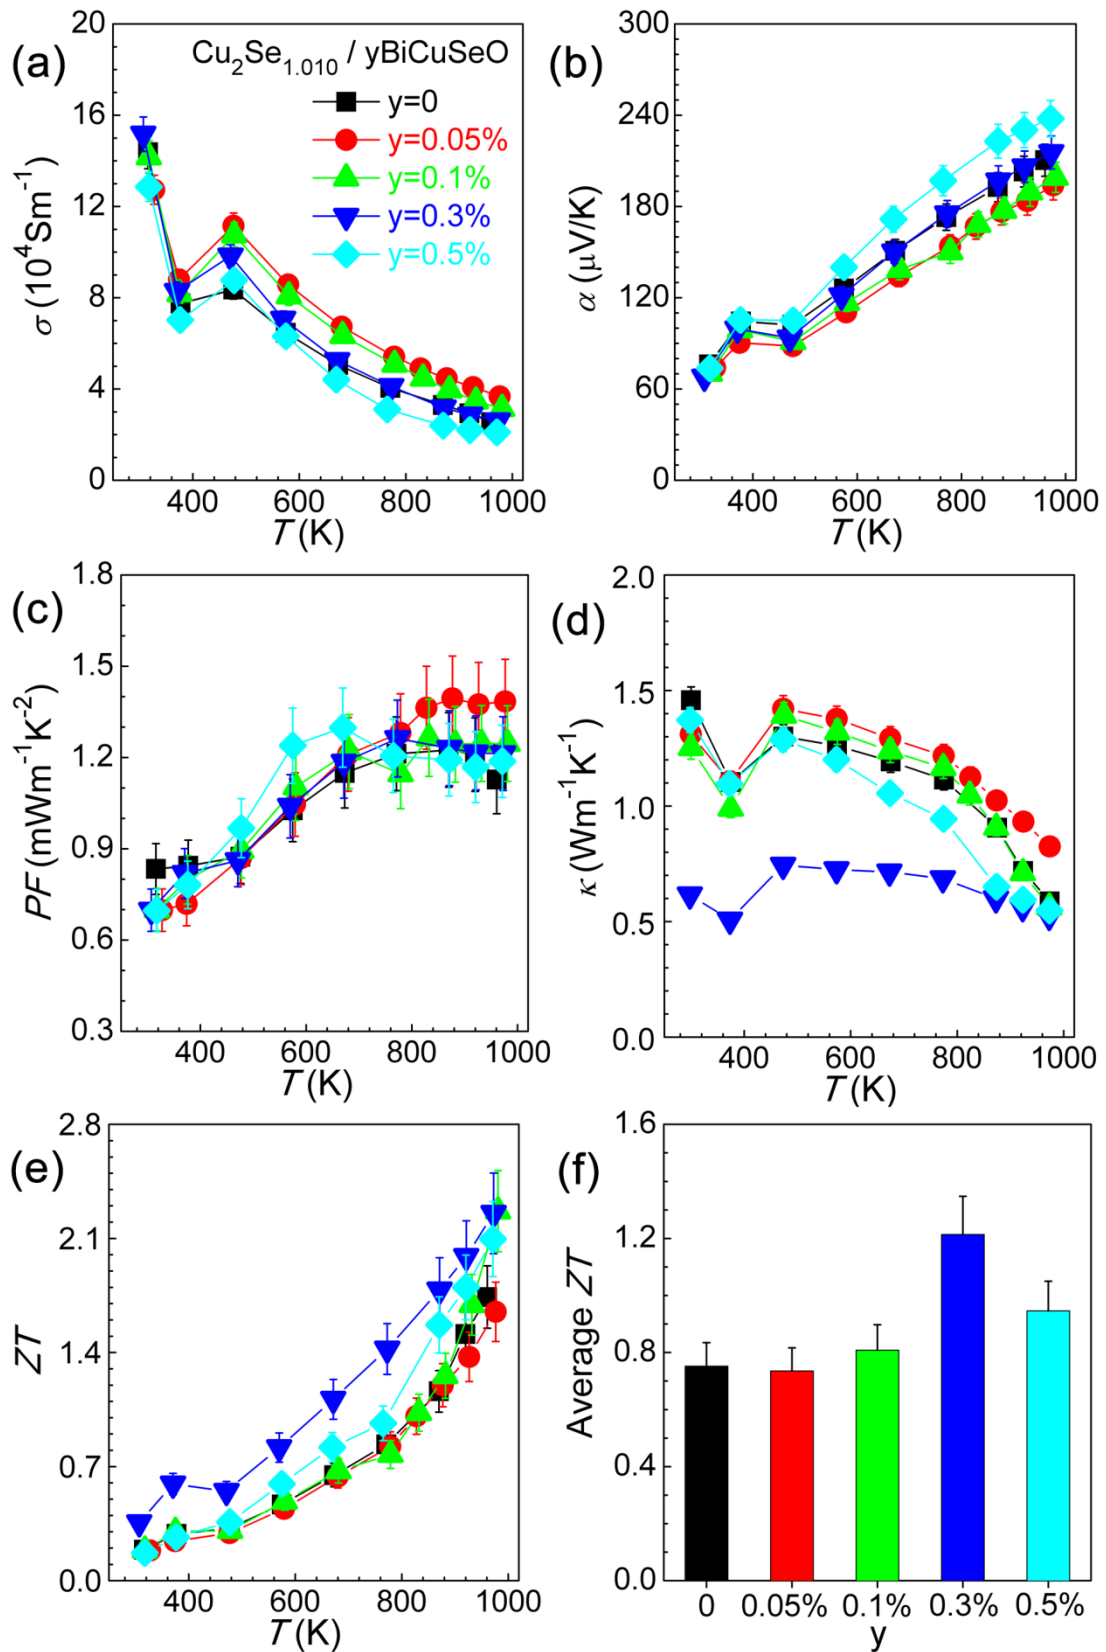 (a)
20
16
12
8
4
0
σ (10⁴Sm⁻¹)
Cu₂Se₁.₀₁₀ / yBiCuSeO
y=0
y=0.05%
y=0.1%
y=0.3%
y=0.5%
400 600 800 1000
T (K)
(b)
300
240
180
120
60
0
α (μV/K)
400 600 800 1000
T (K)
(c)
1.8
1.5
1.2
0.9
0.6
0.3
PF (mWm⁻¹K⁻²)
400 600 800 1000
T (K)
(d)
2.0
1.5
1.0
0.5
0.0
κ (Wm⁻¹K⁻¹)
400 600 800 1000
T (K)
(e)
2.8
2.1
1.4
0.7
0.0
ZT
400 600 800 1000
T (K)
(f)
1.6
1.2
0.8
0.4
0.0
Average ZT
0 0.05% 0.1% 0.3% 0.5%
y